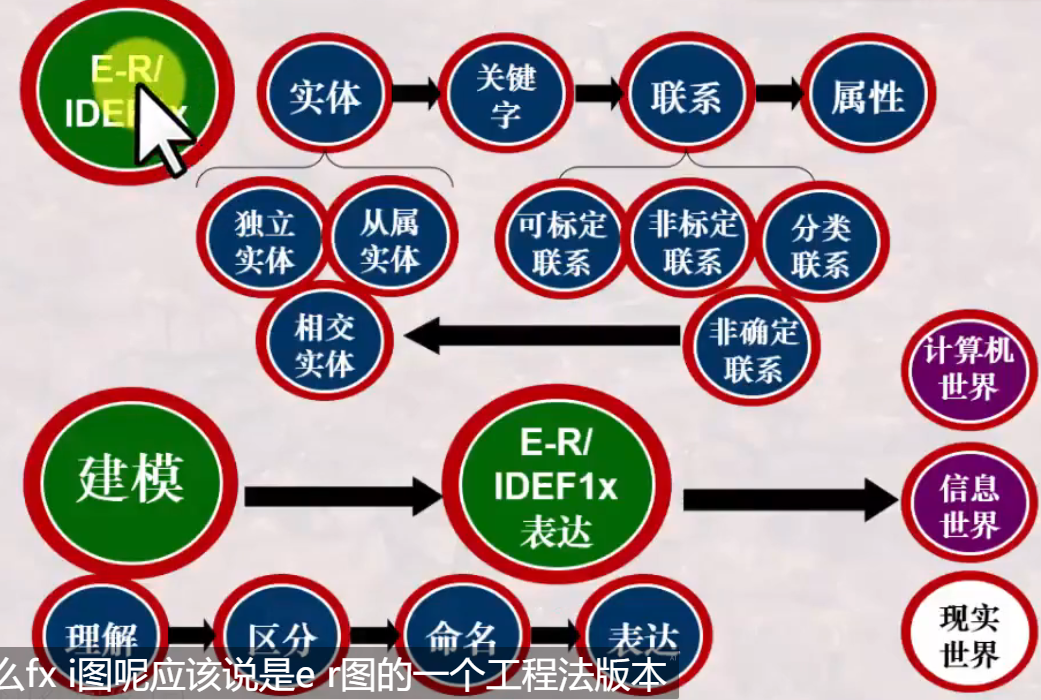 E-R/
IDEF1x
实体
关键
字
联系
属性
独立
实体
从属
实体
可标定
联系
非标定
联系
分类
联系
相交
实体
非确定
联系
计算机
世界
建模
E-R/
IDEF1x
表达
信息
世界
现实
世界
理解
区分
命名
表达
么fx i图呢应该说是e r图的一个工程法版本